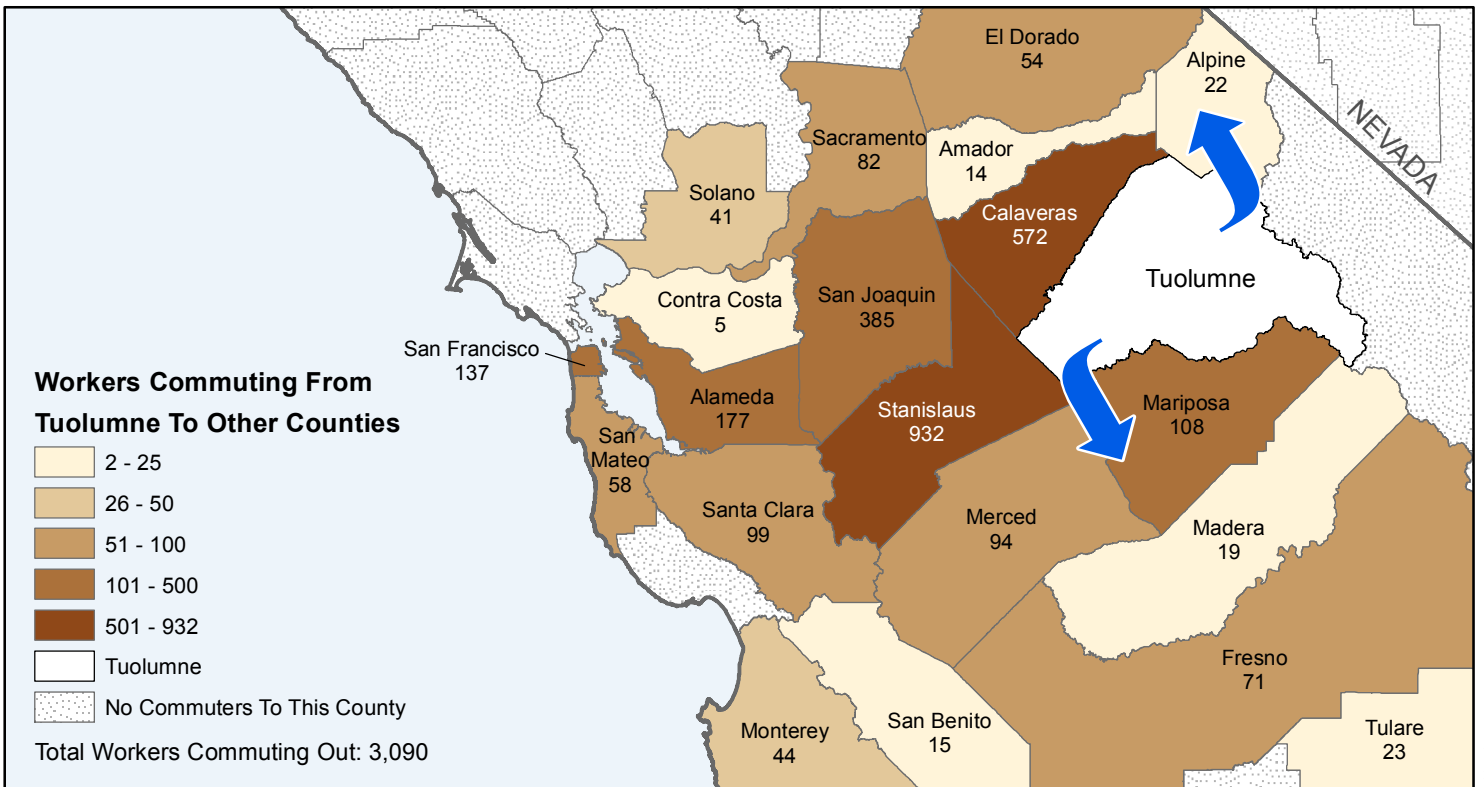 El Dorado
54
Alpine
22
NEVADA
Sacramento
82
Amador
14
Solano
41
Calaveras
572
Tuolumne
Contra Costa
5
San Joaquin
385
San Francisco
137
Alameda
177
Stanislaus
932
Mariposa
108
San
Mateo
58
Santa Clara
99
Merced
94
Madera
19
Fresno
71
Monterey
44
San Benito
15
Tulare
23
Workers Commuting From
Tuolumne To Other Counties
2 - 25
26 - 50
51 - 100
101 - 500
501 - 932
Tuolumne
No Commuters To This County
Total Workers Commuting Out: 3,090